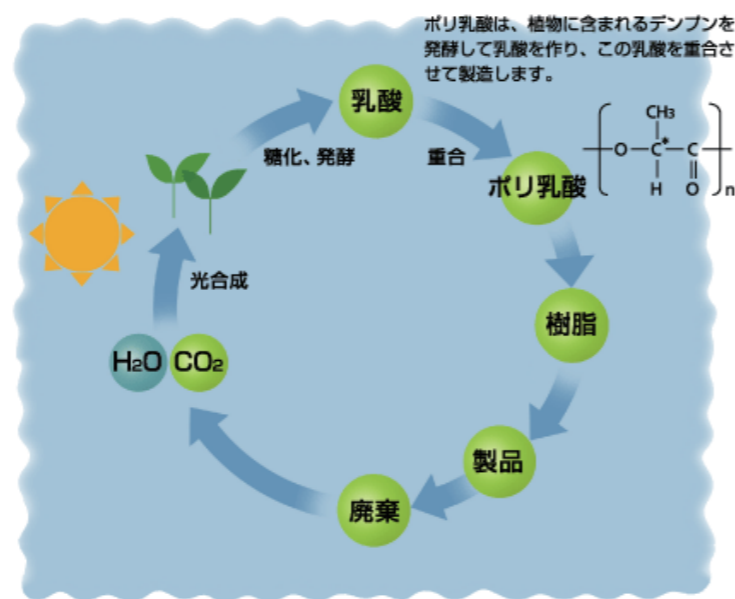 ポリ乳酸は、植物に含まれるデンプンを
発酵して乳酸を作り、この乳酸を重合さ
せて製造します。
乳酸
糖化、発酵
重合
ポリ乳酸
CH3
O C* C
H O n
樹脂
光合成
H2O CO2
製品
廃棄